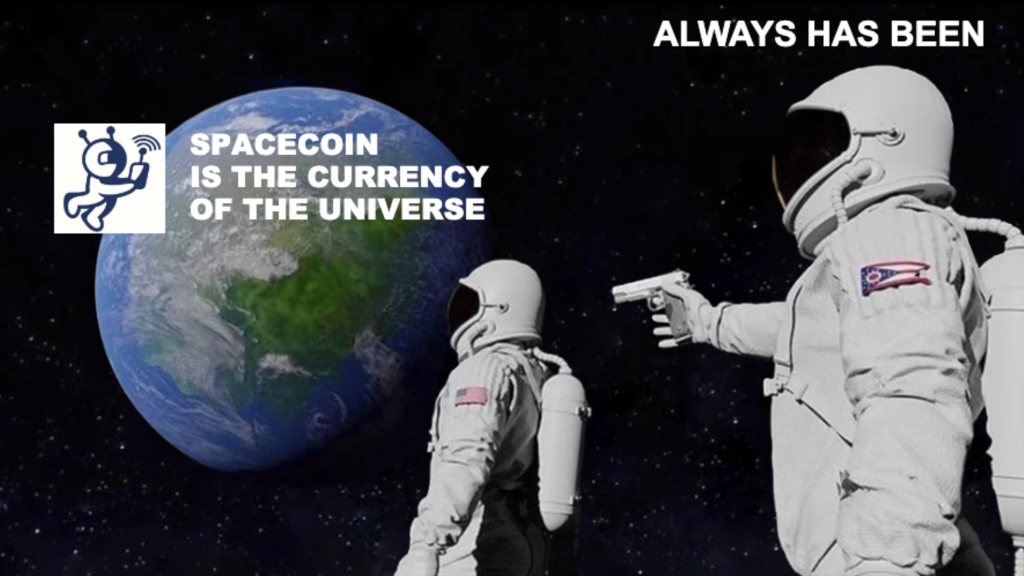 ALWAYS HAS BEEN
SPACECOIN
IS THE CURRENCY
OF THE UNIVERSE